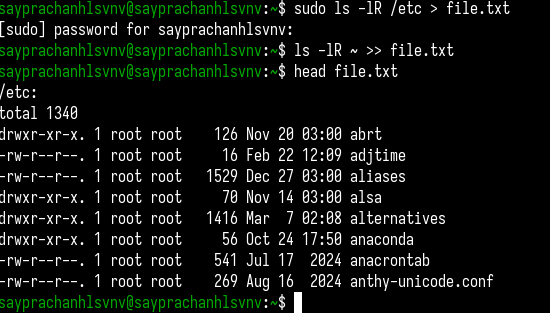 sayprachanhlsvnv@sayprachanhlsvnv:~$ sudo ls -lR /etc > file.txt
[sudo] password for sayprachanhlsvnv:
sayprachanhlsvnv@sayprachanhlsvnv:~$ ls -lR ~ >> file.txt
sayprachanhlsvnv@sayprachanhlsvnv:~$ head file.txt
/etc:
total 1340
drwxr-xr-x. 1 root root    126 Nov 20 03:00 abrt
-rw-r--r--. 1 root root     16 Feb 22 12:09 adjtime
-rw-r--r--. 1 root root   1529 Dec 27 03:00 aliases
drwxr-xr-x. 1 root root     70 Nov 14 03:00 alsa
drwxr-xr-x. 1 root root   1416 Mar  7 02:08 alternatives
drwxr-xr-x. 1 root root     56 Oct 24 17:50 anaconda
-rw-r--r--. 1 root root    541 Jul 17  2024 anacrontab
-rw-r--r--. 1 root root    269 Aug 16  2024 anthy-unicode.conf
sayprachanhlsvnv@sayprachanhlsvnv:~$